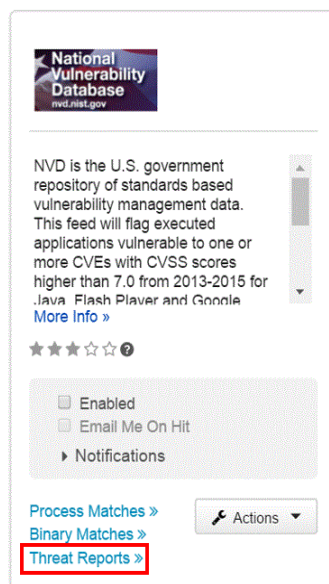 National
Vulnerability
Database
nvd.nist.gov
NVD is the U.S. government
repository of standards based
vulnerability management data.
This feed will flag executed
applications vulnerable to one or
more CVEs with CVSS scores
higher than 7.0 from 2013-2015 for
Java, Flash Player and Google
More Info »
?
Enabled
Email Me On Hit
Notifications
Process Matches »
Actions
Binary Matches »
Threat Reports »